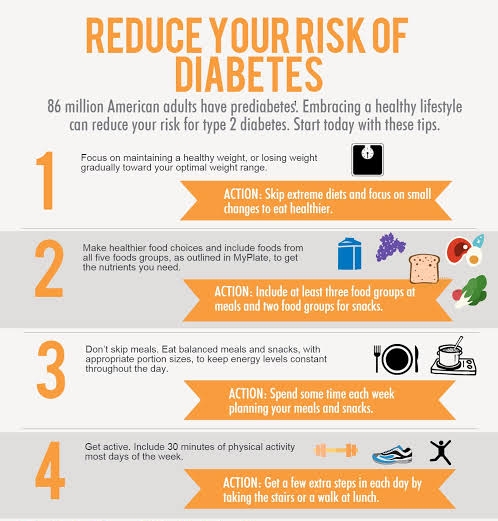 REDUCE YOUR RISK OF
DIABETES
86 million American adults have prediabetes¹. Embracing a healthy lifestyle
can reduce your risk for type 2 diabetes. Start today with these tips.
1
Focus on maintaining a healthy weight, or losing weight
gradually toward your optimal weight range.
ACTION: Skip extreme diets and focus on small
changes to eat healthier.
2
Make healthier food choices and include foods from
all five foods groups, as outlined in MyPlate, to get
the nutrients you need.
ACTION: Include at least three food groups at
meals and two food groups for snacks.
3
Don't skip meals. Eat balanced meals and snacks, with
appropriate portion sizes, to keep energy levels constant
throughout the day.
ACTION: Spend some time each week
planning your meals and snacks.
4
Get active. Include 30 minutes of physical activity
most days of the week.
ACTION: Get a few extra steps in each day by
taking the stairs or a walk at lunch.